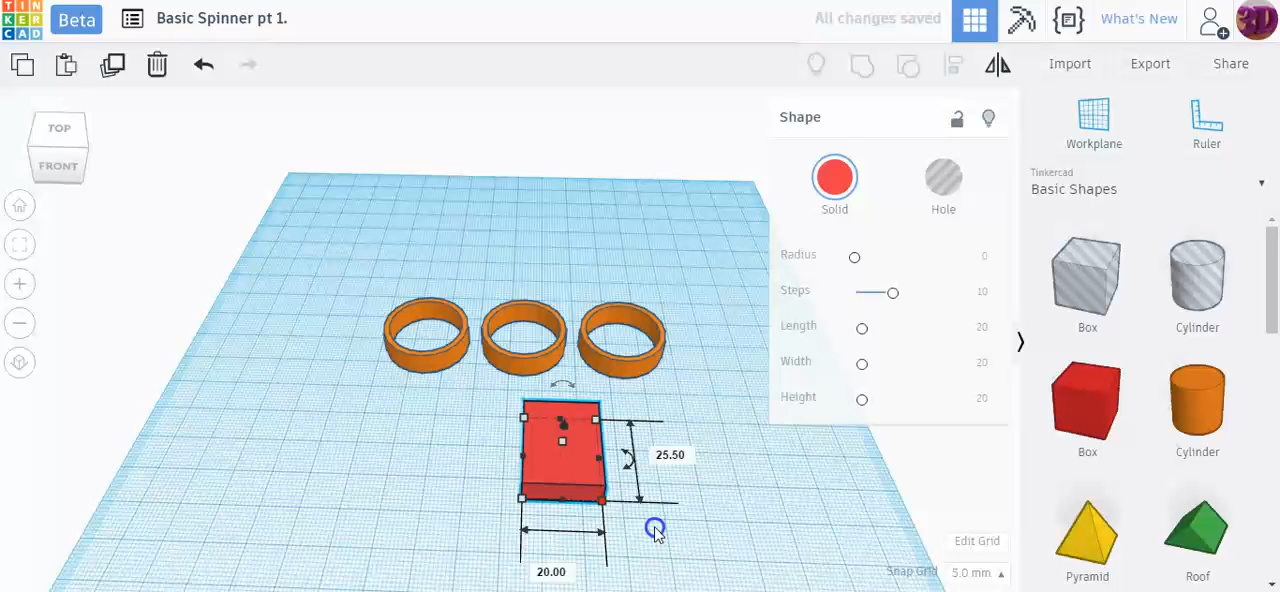 TIN
KER
CAD
Beta
Basic Spinner pt 1.
All changes saved
What's New
Import
Export
Share
TOP
FRONT
Shape
Solid
Hole
Radius 0
Steps 10
Length 20
Width 20
Height 20
25.50
20.00
Edit Grid
Snap Grid 5.0 mm
Workplane
Ruler
Tinkercad
Basic Shapes
Box
Cylinder
Box
Cylinder
Pyramid
Roof
3D